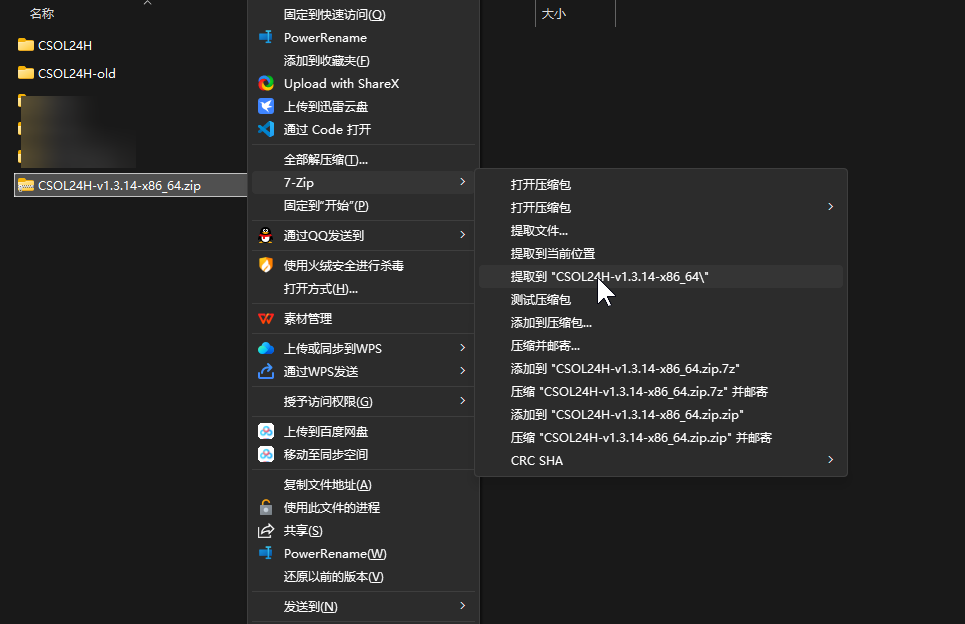 名称
大小
CSOL24H
CSOL24H-old
CSOL24H-v1.3.14-x86_64.zip
固定到快速访问(Q)
PowerRename
添加到收藏夹(F)
Upload with ShareX
上传到迅雷云盘
通过 Code 打开
全部解压缩(T)...
7-Zip
固定到"开始"(P)
通过QQ发送到
使用火绒安全进行杀毒
打开方式(H)...
素材管理
上传或同步到WPS
通过WPS发送
授予访问权限(G)
上传到百度网盘
移动至同步空间
复制文件地址(A)
使用此文件的进程
共享(S)
PowerRename(W)
还原以前的版本(V)
发送到(N)
打开压缩包
打开压缩包
提取文件...
提取到当前位置
提取到 "CSOL24H-v1.3.14-x86_64\"
测试压缩包
添加到压缩包...
压缩并邮寄...
添加到 "CSOL24H-v1.3.14-x86_64.zip.7z"
压缩 "CSOL24H-v1.3.14-x86_64.zip.7z" 并邮寄
添加到 "CSOL24H-v1.3.14-x86_64.zip.zip"
压缩 "CSOL24H-v1.3.14-x86_64.zip.zip" 并邮寄
CRC SHA